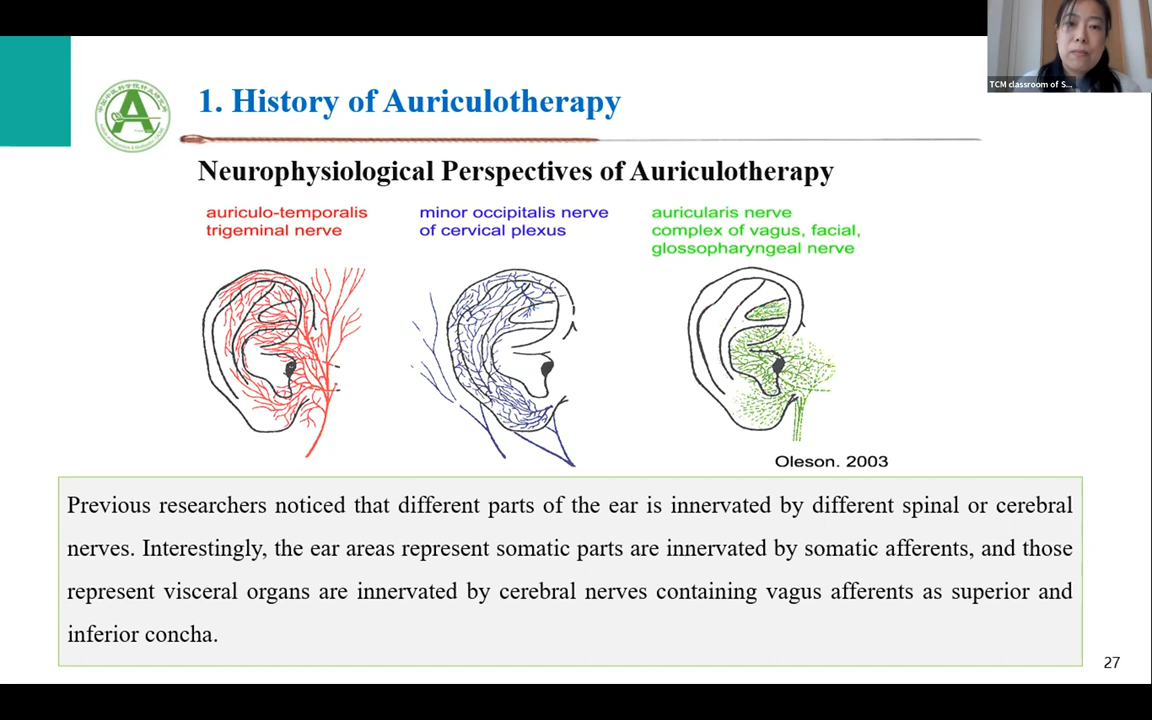 TCM classroom of S...
1. History of Auriculotherapy
Neurophysiological Perspectives of Auriculotherapy
auriculo-temporalis
trigeminal nerve
minor occipitalis nerve
of cervical plexus
auricularis nerve
complex of vagus, facial,
glossopharyngeal nerve
Oleson. 2003
Previous researchers noticed that different parts of the ear is innervated by different spinal or cerebral
nerves. Interestingly, the ear areas represent somatic parts are innervated by somatic afferents, and those
represent visceral organs are innervated by cerebral nerves containing vagus afferents as superior and
inferior concha.
27